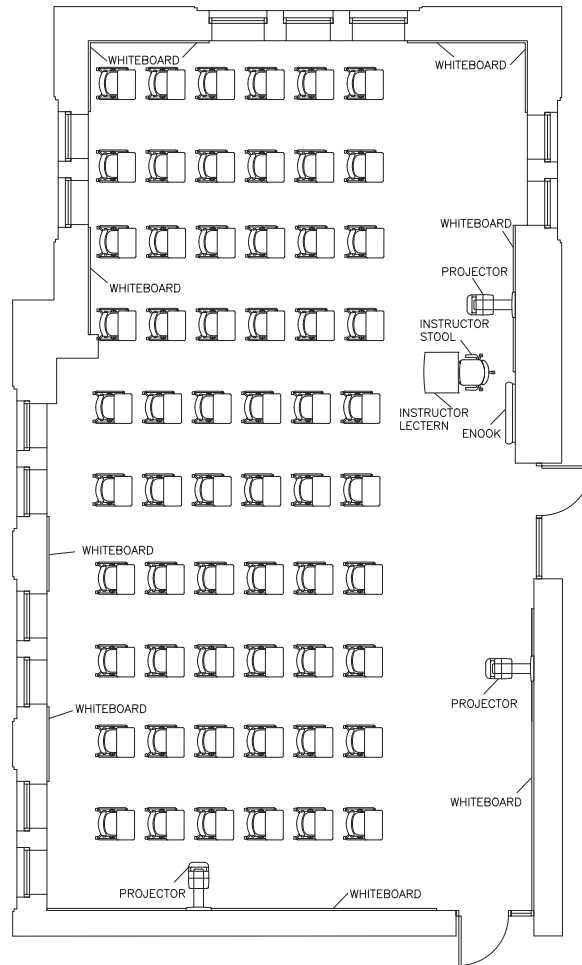 WHITEBOARD
WHITEBOARD
WHITEBOARD
PROJECTOR
WHITEBOARD
INSTRUCTOR
STOOL
INSTRUCTOR
LECTERN
ENOOK
WHITEBOARD
WHITEBOARD
PROJECTOR
WHITEBOARD
PROJECTOR
WHITEBOARD